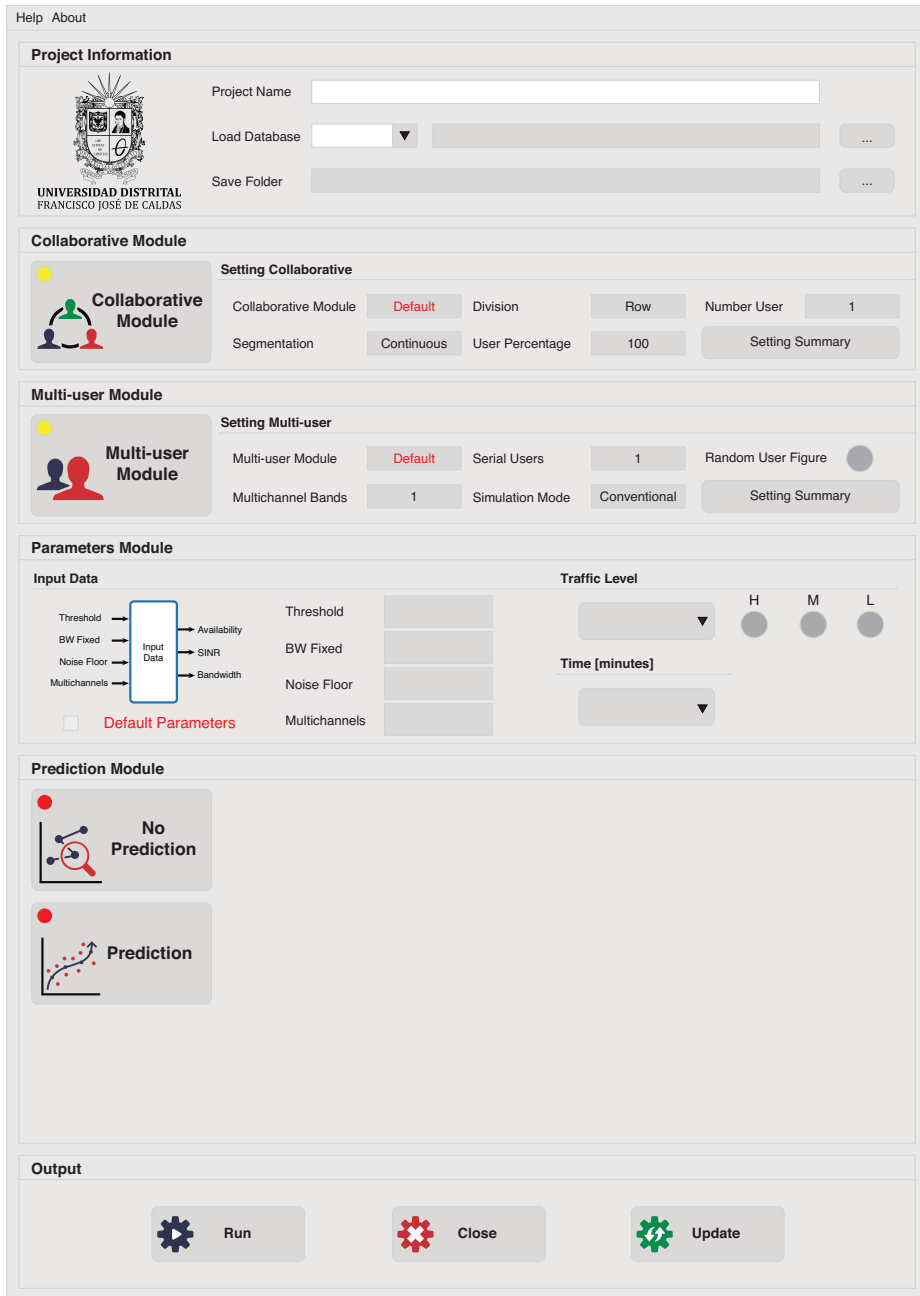 Help About
Project Information
UNIVERSIDAD DISTRITAL
FRANCISCO JOSÉ DE CALDAS
Project Name
Load Database
...
Save Folder
...
Collaborative Module
Collaborative
Module
Setting Collaborative
Collaborative Module Default Division Row Number User 1
Segmentation Continuous User Percentage 100 Setting Summary
Multi-user Module
Multi-user
Module
Setting Multi-user
Multi-user Module Default Serial Users 1 Random User Figure
Multichannel Bands 1 Simulation Mode Conventional Setting Summary
Parameters Module
Input Data
Threshold
BW Fixed
Noise Floor
Multichannels
Input
Data
Availability
SINR
Bandwidth
Default Parameters
Threshold
BW Fixed
Noise Floor
Multichannels
Traffic Level
H M L
Time [minutes]
Prediction Module
No
Prediction
Prediction
Output
Run Close Update